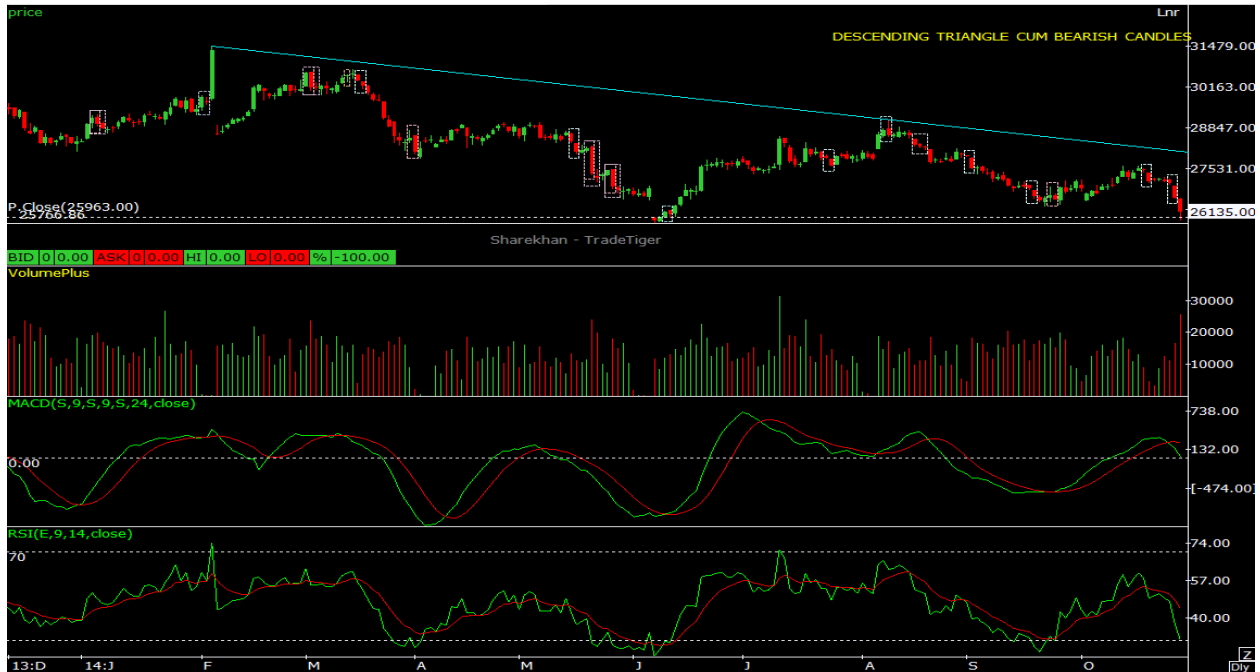 price
Lnr
DESCENDING TRIANGLE CUM BEARISH CANDLES
31479.00
30163.00
28847.00
27531.00
P.Close(25963.00)
25766.86
26135.00
Sharekhan - TradeTiger
BID 0 0.00 ASK 0 0.00 HI 0.00 LO 0.00 % -100.00
VolumePlus
30000
20000
10000
MACD(S,9,S,9,S,24,close)
738.00
132.00
0.00
[-474.00]
RSI(E,9,14,close)
74.00
70
57.00
40.00
13:D 14:J F M A M J J A S O Z
Dly